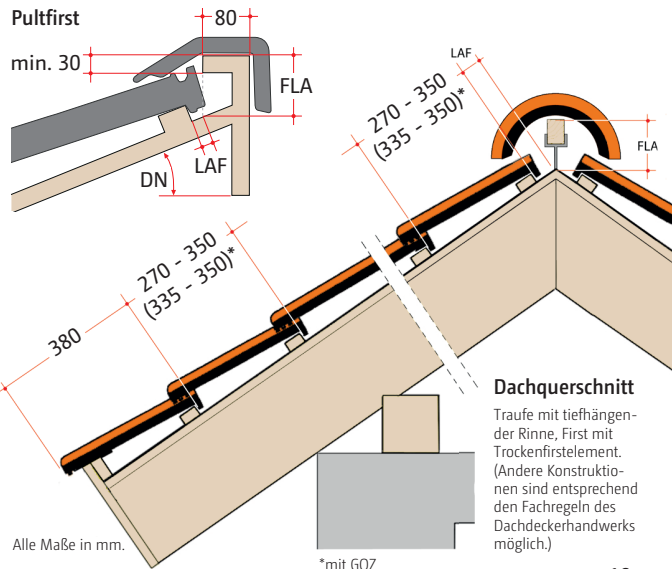 Pultfirst
80
min. 30
FLA
LAF
DN
LAF
270 - 350
(335 - 350)*
FLA
270 - 350
(335 - 350)*
380
Dachquerschnitt
Traufe mit tiefhängen-
der Rinne, First mit
Trockenfirstelement.
(Andere Konstruktio-
nen sind entsprechend
den Fachregeln des
Dachdeckerhandwerks
möglich.)
Alle Maße in mm.
*mit GOZ